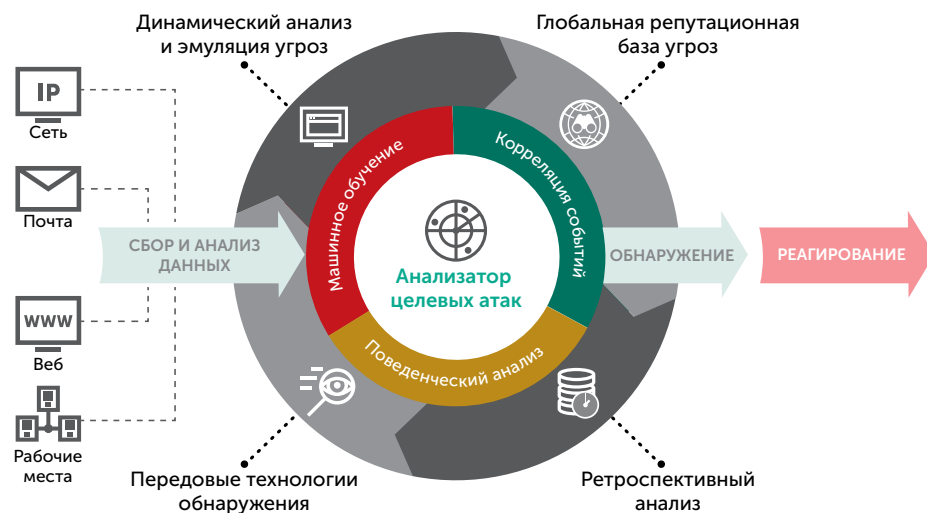 Динамический анализ
и эмуляция угроз
Глобальная репутационная
база угроз
IP
Сеть
Почта
WWW
Веб
Рабочие
места
СБОР И АНАЛИЗ
ДАННЫХ
Машинное обучение
Корреляция событий
Поведенческий анализ
Анализатор
целевых атак
ОБНАРУЖЕНИЕ
РЕАГИРОВАНИЕ
Передовые технологии
обнаружения
Ретроспективный
анализ